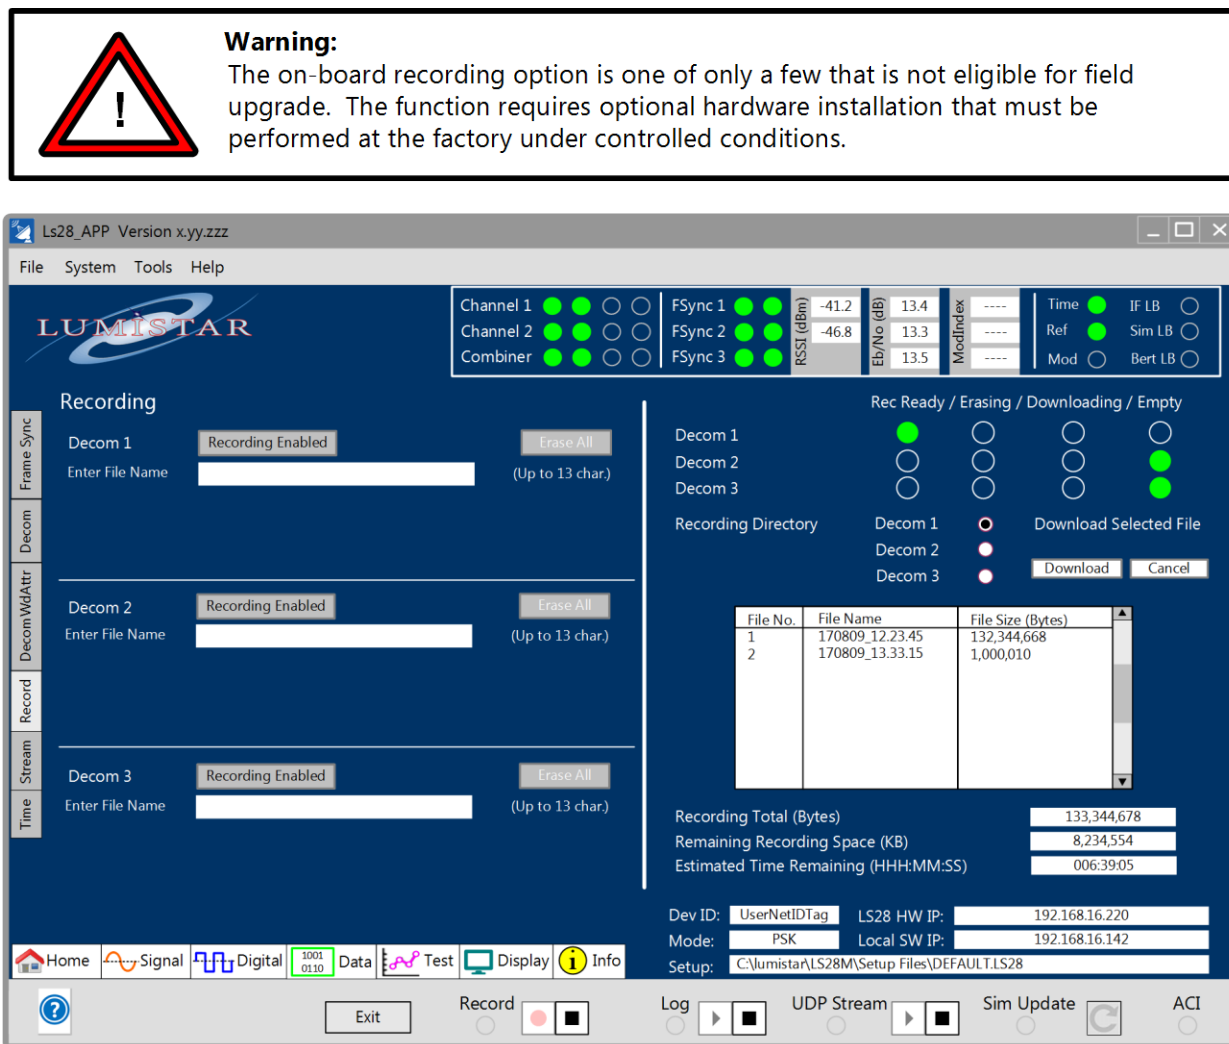 Warning:
The on-board recording option is one of only a few that is not eligible for field
upgrade. The function requires optional hardware installation that must be
performed at the factory under controlled conditions.
!
Ls28_APP Version x.yy.zzz
File System Tools Help
LUMISTAR
Channel 1 FSync 1
Channel 2 FSync 2
Combiner FSync 3
RSSI (dBm)
-41.2
-46.8
Eb/No (dB)
13.4
13.3
13.5
ModIndex
----
----
----
Time IF LB
Ref Sim LB
Mod Bert LB
Frame Sync
Decom
DecomWdAttr
Record
Stream
Time
Recording
Decom 1 Recording Enabled Erase All
Enter File Name (Up to 13 char.)
Decom 2 Recording Enabled Erase All
Enter File Name (Up to 13 char.)
Decom 3 Recording Enabled Erase All
Enter File Name (Up to 13 char.)
Rec Ready / Erasing / Downloading / Empty
Decom 1
Decom 2
Decom 3
Recording Directory Decom 1 Download Selected File
Decom 2
Decom 3 Download Cancel
File No. File Name File Size (Bytes)
1 170809_12.23.45 132,344,668
2 170809_13.33.15 1,000,010
Recording Total (Bytes) 133,344,678
Remaining Recording Space (KB) 8,234,554
Estimated Time Remaining (HHH:MM:SS) 006:39:05
Dev ID: UserNetIDTag LS28 HW IP: 192.168.16.220
Mode: PSK Local SW IP: 192.168.16.142
Setup: C:\lumistar\LS28M\Setup Files\DEFAULT.LS28
Home Signal Digital 1001 0110 Data Test Display i Info
? Exit Record Log UDP Stream Sim Update ACI